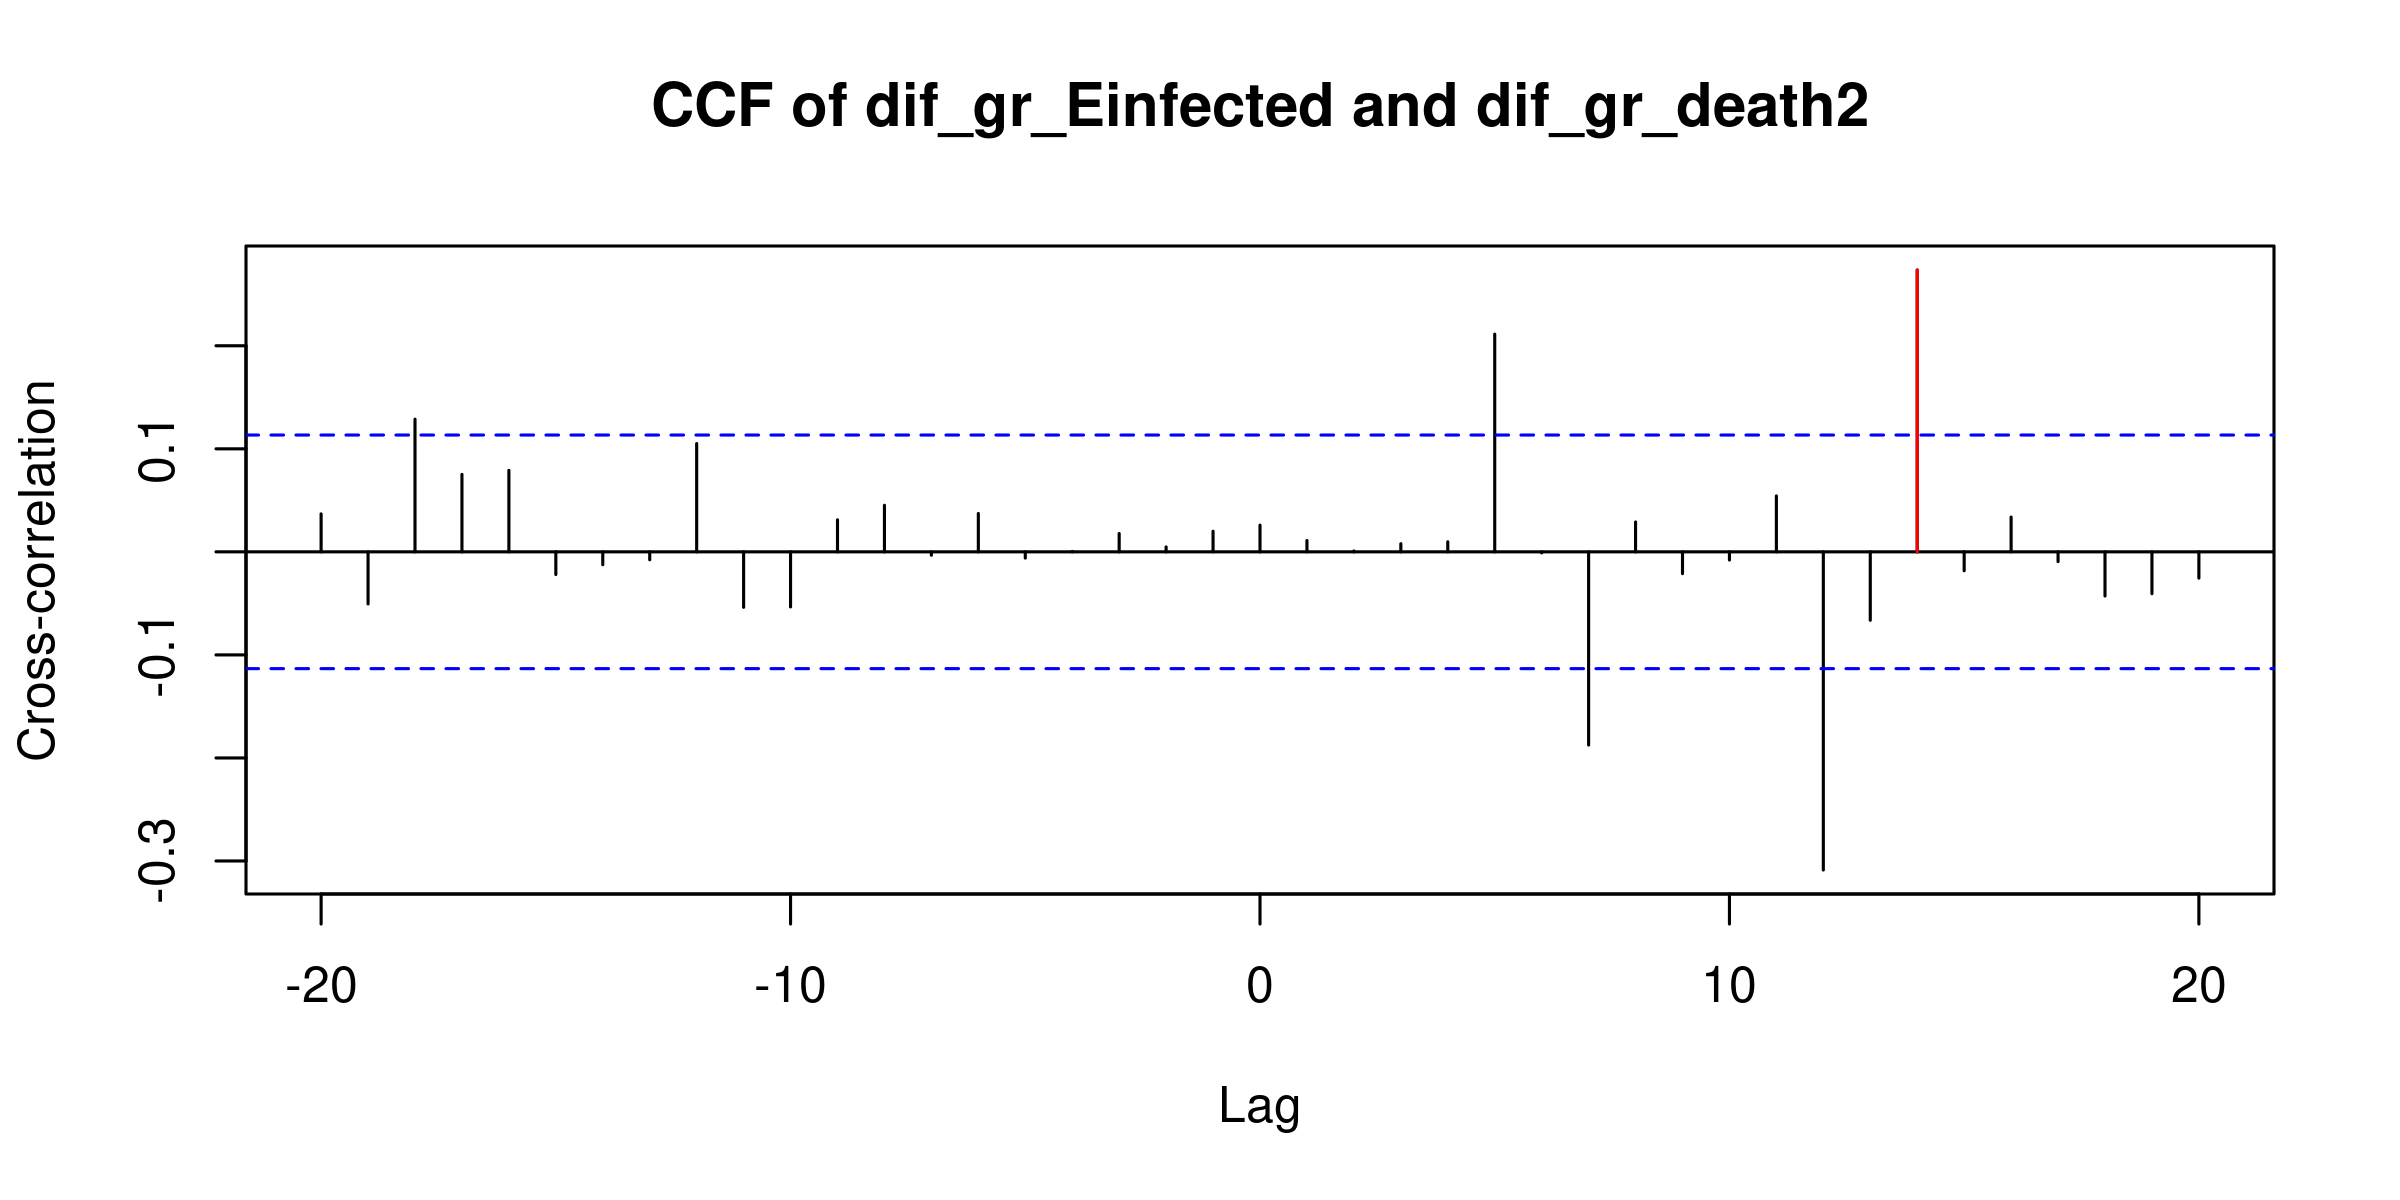 CCF of dif_gr_Einfected and dif_gr_death2
Cross-correlation
0.1
-0.1
-0.3
-20 -10 0 10 20
Lag